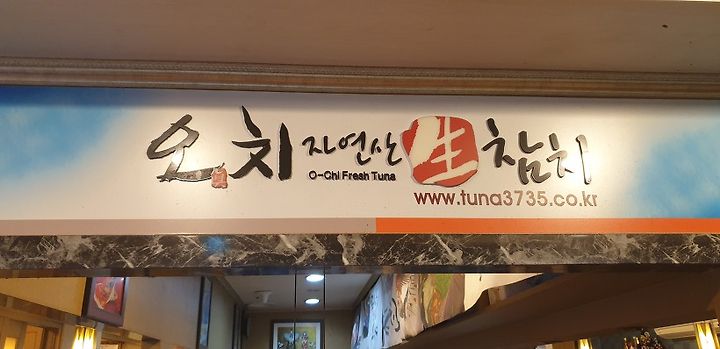 오치 자연산 生 참치
O-Chi Fresh Tuna
www.tuna3735.co.kr